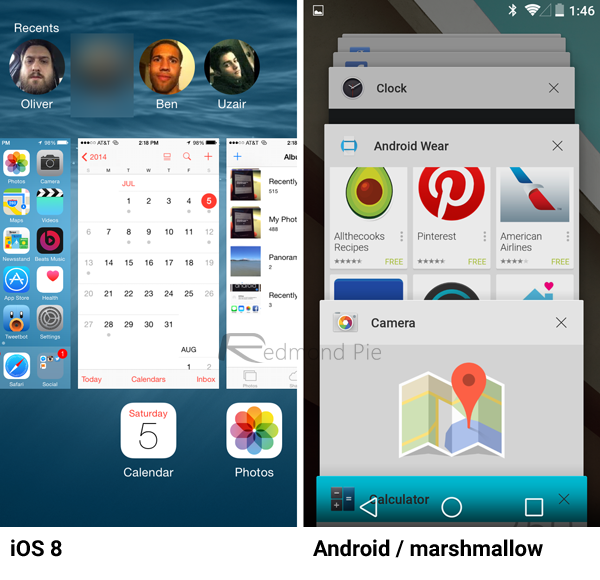 Recents
Oliver
Ben
Uzair
PM 98%
Photos Camera
Maps Videos
Newsstand Beats Music
App Store Health
Tweetbot Settings
1
Safari Social
AT&T 2:18 PM 98%
2014
S M T W T F S
JUL
1 2 3 4 5
6 7 8 9 10 11 12
13 14 15 16 17 18 19
20 21 22 23 24 25 26
27 28 29 30 31
AUG
1 2
Today Calendars Inbox
AT&T 2:18 PM
Albu
Recently
515
My Phot
488
Panoran
2
Recently
3
Photos
Saturday
5
Calendar
Photos
iOS 8
1:46
Clock
Android Wear
Allthecooks
Recipes
FREE
Pinterest
FREE
American
Airlines
FREE
Camera
Calculator
Redmond Pie
Android / marshmallow